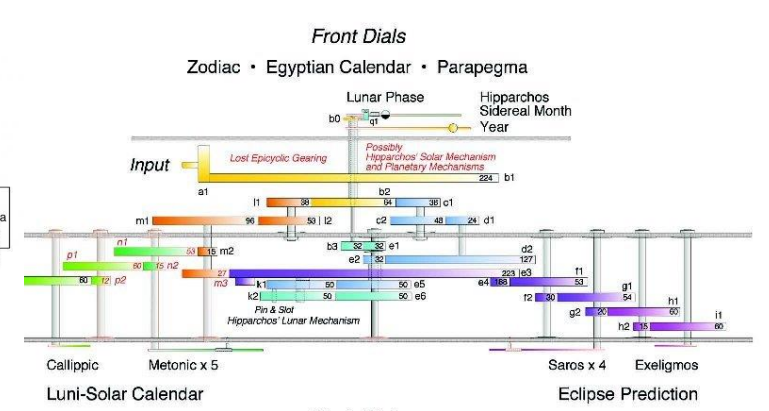 Front Dials
Zodiac • Egyptian Calendar • Parapegma
Lunar Phase
Hipparchos
Sidereal Month
Year
b0
q1
Input
Lost Epicyclic Gearing
Possibly
Hipparchos' Solar Mechanism
and Planetary Mechanisms
224 b1
a1
l1 38 b2 64 38 c1
m1 96 53 l2 c2 48 24 d1
a
n1 53 15 m2 b3 32 32 e1 d2
p1 60 15 n2 e2 32 127
60 12 p2 27 m3 223 e3 f1
k1 50 50 e5 e4 188 53
k2 50 50 e6 f2 30 54 g1
Pin & Slot
Hipparchos' Lunar Mechanism
g2 20 60 h1
h2 15 60 i1
Callippic
Metonic x 5
Saros x 4
Exeligmos
Luni-Solar Calendar
Eclipse Prediction